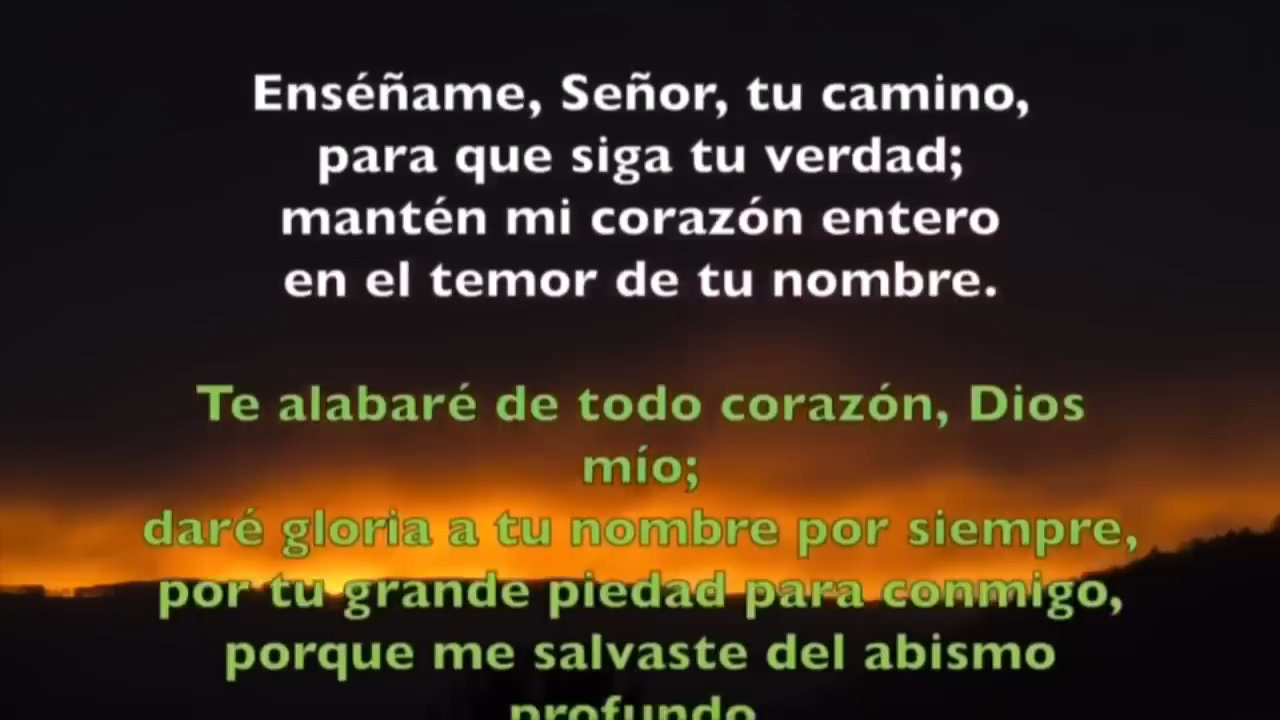 Enséñame, Señor, tu camino,
para que siga tu verdad;
mantén mi corazón entero
en el temor de tu nombre.
Te alabaré de todo corazón, Dios
mío;
daré gloria a tu nombre por siempre,
por tu grande piedad para conmigo,
porque me salvaste del abismo
profundo.